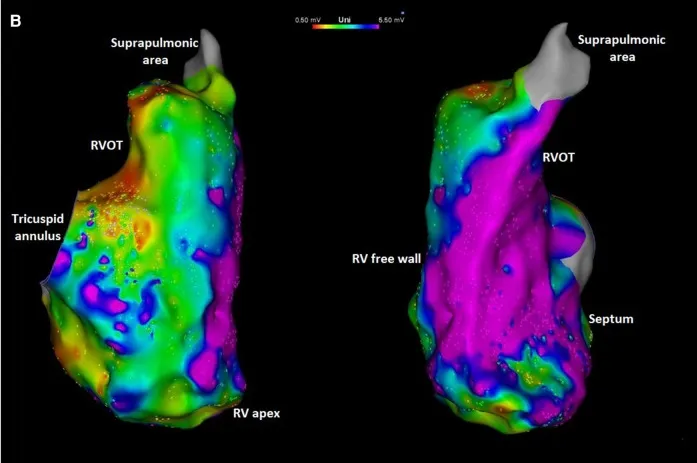 B
0.50 mV Uni 5.50 mV
Suprapulmonic
area
Suprapulmonic
area
RVOT
RVOT
Tricuspid
annulus
RV free wall
Septum
RV apex